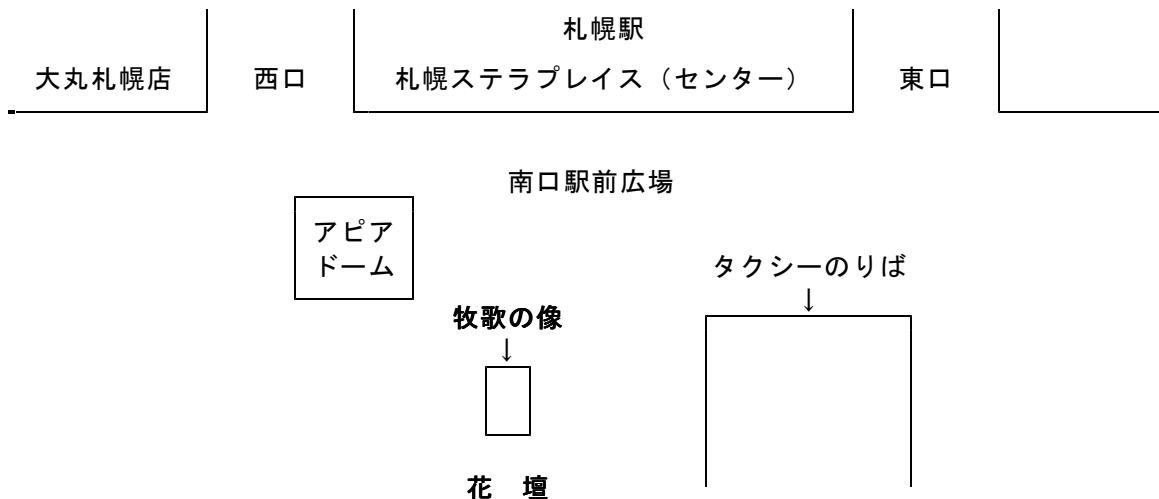 札幌駅
大丸札幌店　西口　札幌ステラプレイス（センター）　東口
南口駅前広場
アピア
ドーム
タクシーのりば
↓
牧歌の像
↓
花　壇